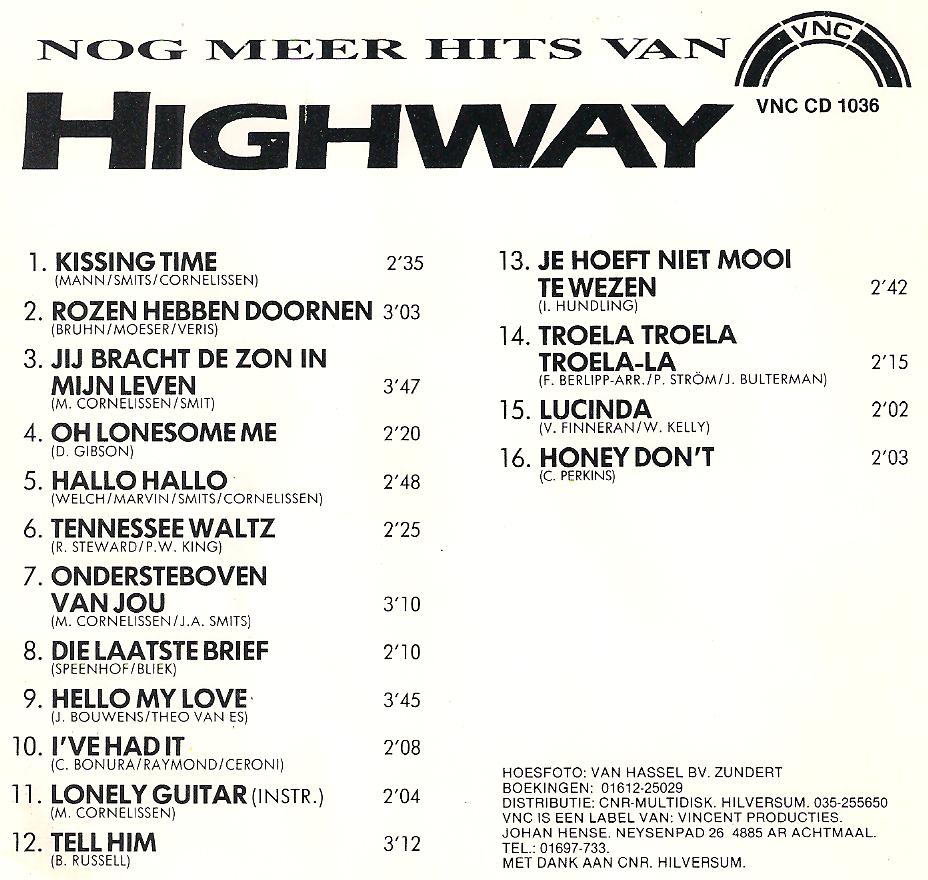 NOG MEER HITS VAN
HIGHWAY
VNC
VNC CD 1036
1. KISSING TIME 2'35
(MANN/SMITS/CORNELISSEN)
2. ROZEN HEBBEN DOORNEN 3'03
(BRUHN/MOESER/VERIS)
3. JIJ BRACHT DE ZON IN
MIJN LEVEN 3'47
(M. CORNELISSEN/SMIT)
4. OH LONESOME ME 2'20
(D. GIBSON)
5. HALLO HALLO 2'48
(WELCH/MARVIN/SMITS/CORNELISSEN)
6. TENNESSEE WALTZ 2'25
(R. STEWARD/P.W. KING)
7. ONDERSTEBOVEN
VAN JOU 3'10
(M. CORNELISSEN/J.A. SMITS)
8. DIE LAATSTE BRIEF 2'10
(SPEENHOF/BLIEK)
9. HELLO MY LOVE 3'45
(J. BOUWENS/THEO VAN ES)
10. I'VE HAD IT 2'08
(C. BONURA/RAYMOND/CERONI)
11. LONELY GUITAR (INSTR.) 2'04
(M. CORNELISSEN)
12. TELL HIM 3'12
(B. RUSSELL)
13. JE HOEFT NIET MOOI
TE WEZEN 2'42
(I. HUNDLING)
14. TROELA TROELA
TROELA-LA 2'15
(F. BERLIPP-ARR./P. STRÖM/J. BULTERMAN)
15. LUCINDA 2'02
(V. FINNERAN/W. KELLY)
16. HONEY DON'T 2'03
(C. PERKINS)
HOESFOTO: VAN HASSEL BV. ZUNDERT
BOEKINGEN: 01612-25029
DISTRIBUTIE: CNR-MULTIDISK. HILVERSUM. 035-255650
VNC IS EEN LABEL VAN: VINCENT PRODUCTIES.
JOHAN HENSE. NEYSENPAD 26 4885 AR ACHTMAAL.
TEL.: 01697-733.
MET DANK AAN CNR. HILVERSUM.